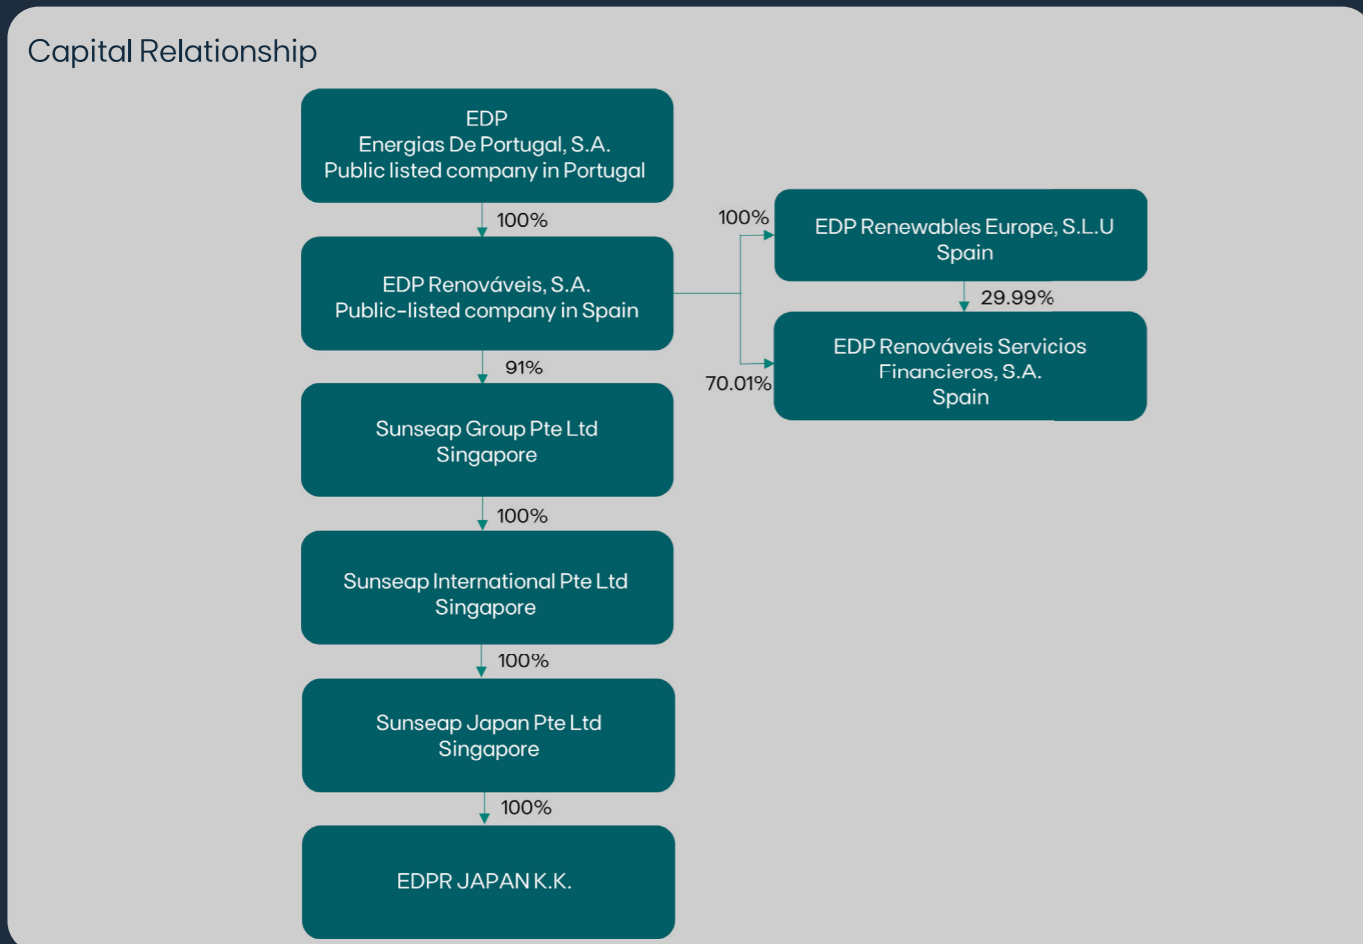 Capital Relationship
EDP
Energias De Portugal, S.A.
Public listed company in Portugal
100%
EDP Renováveis, S.A.
Public-listed company in Spain
100%
EDP Renewables Europe, S.L.U
Spain
29.99%
70.01%
EDP Renováveis Servicios
Financieros, S.A.
Spain
91%
Sunseap Group Pte Ltd
Singapore
100%
Sunseap International Pte Ltd
Singapore
100%
Sunseap Japan Pte Ltd
Singapore
100%
EDPR JAPAN K.K.